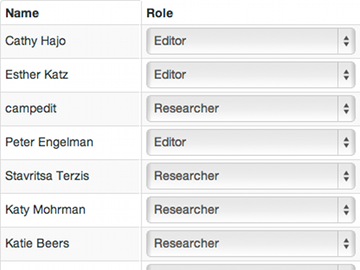 Name Role
Cathy Hajo Editor
Esther Katz Editor
campedit Researcher
Peter Engelman Editor
Stavritsa Terzis Researcher
Katy Mohrman Researcher
Katie Beers Researcher